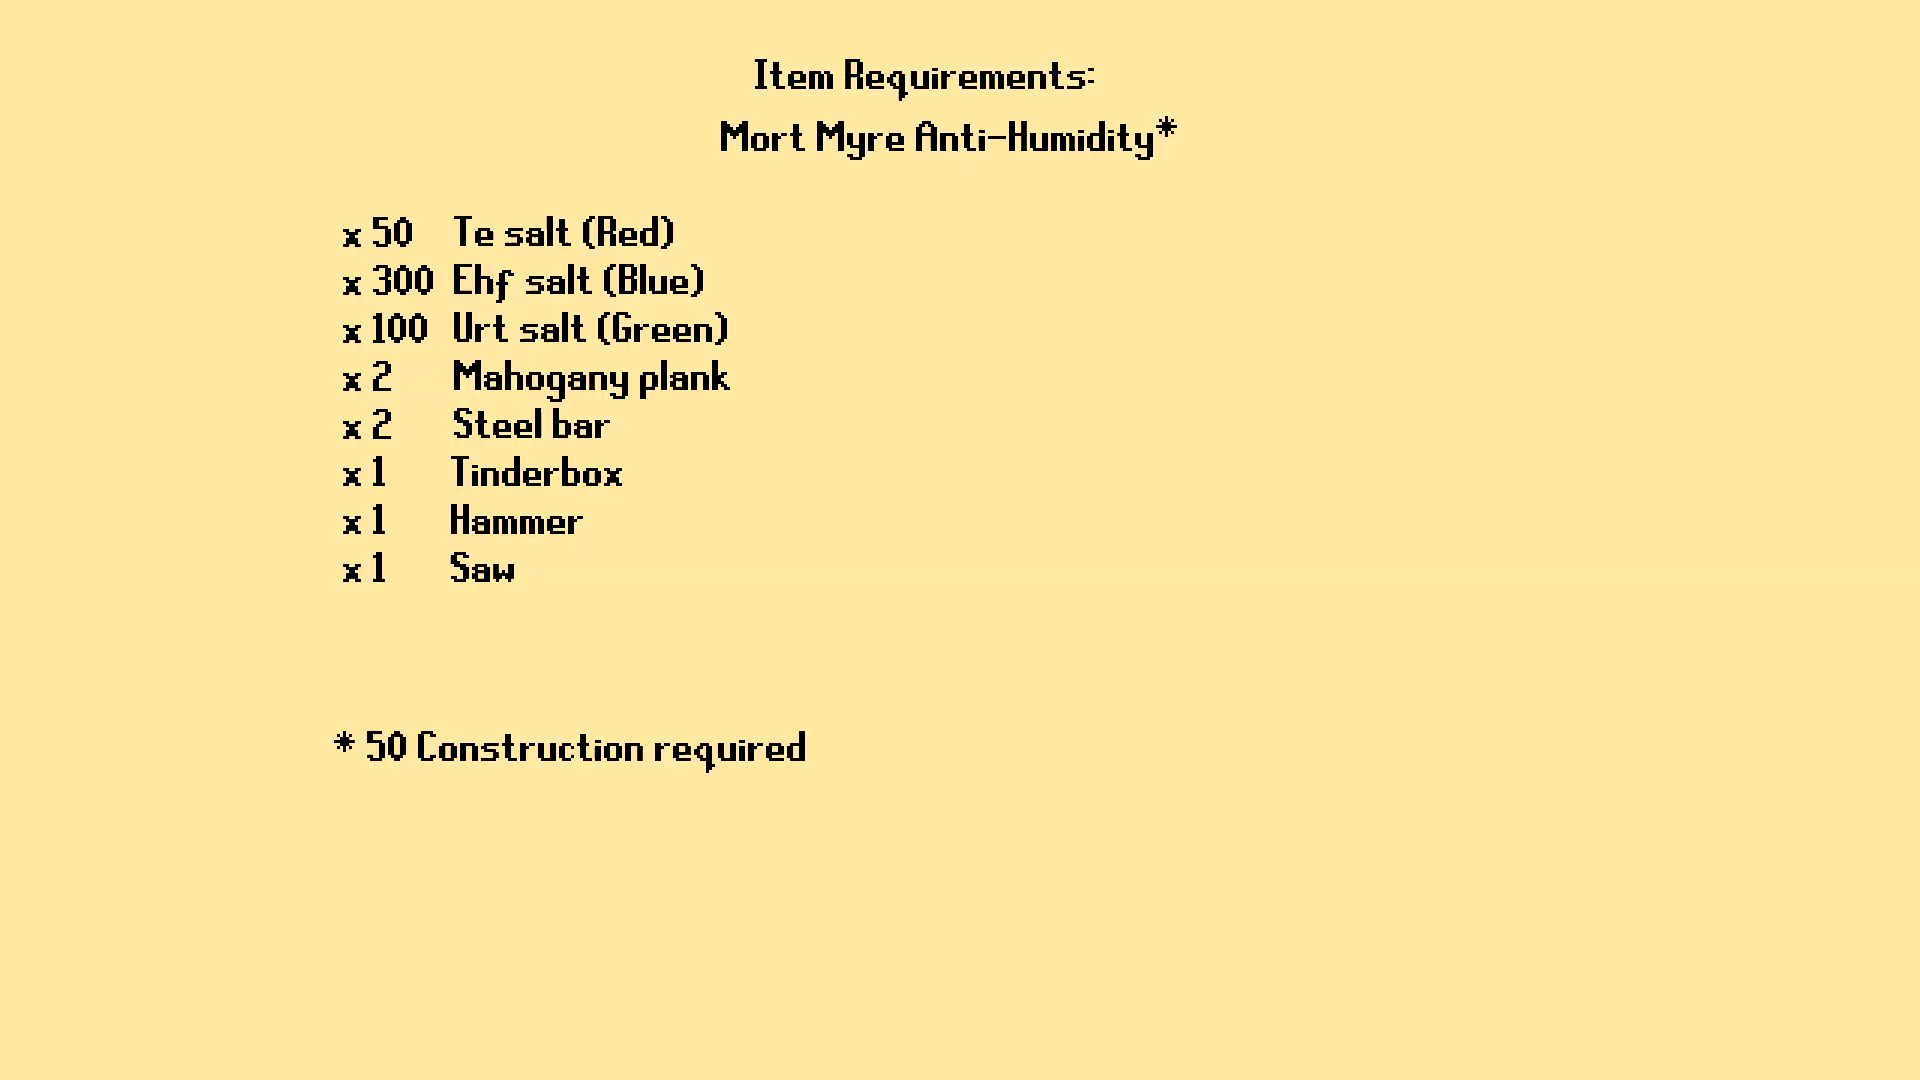 Item Requirements:
Mort Myre Anti-Humidity*
x 50 Te salt (Red)
x 300 Ehf salt (Blue)
x 100 Urt salt (Green)
x 2 Mahogany plank
x 2 Steel bar
x 1 Tinderbox
x 1 Hammer
x 1 Saw
* 50 Construction required